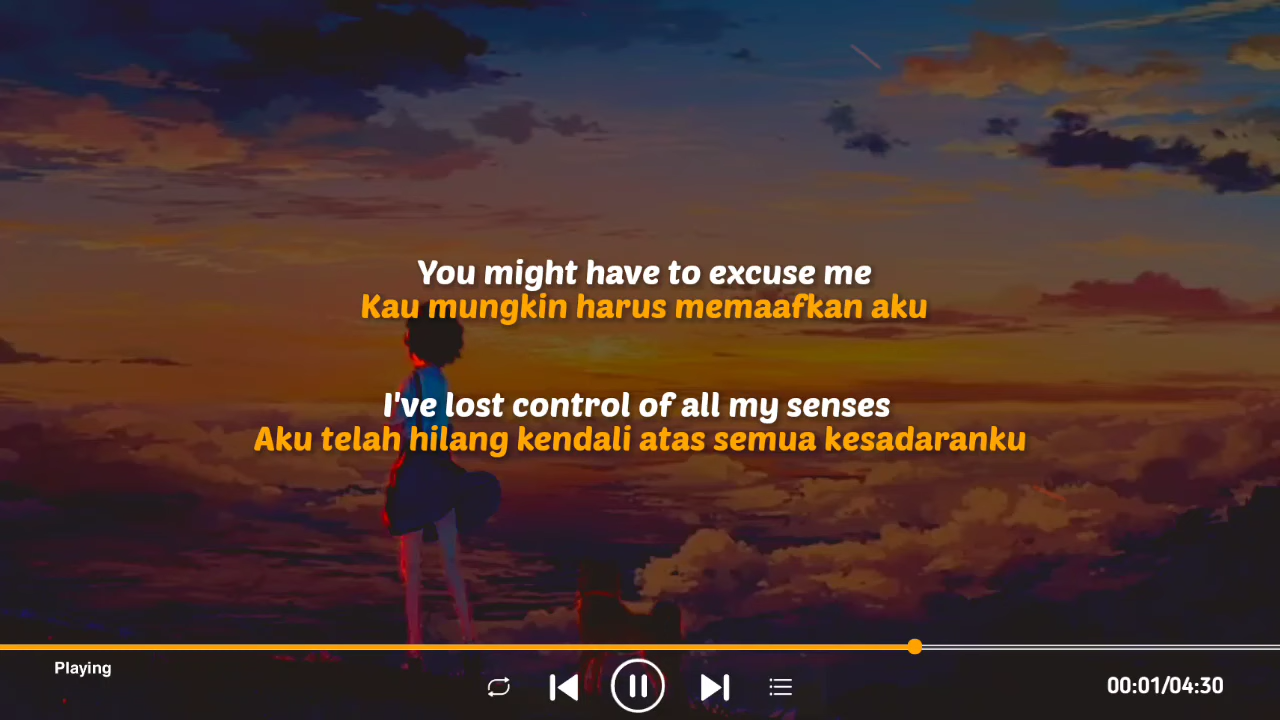 You might have to excuse me
Kau mungkin harus memaafkan aku
I've lost control of all my senses
Aku telah hilang kendali atas semua kesadaranku
Playing
00:01/04:30